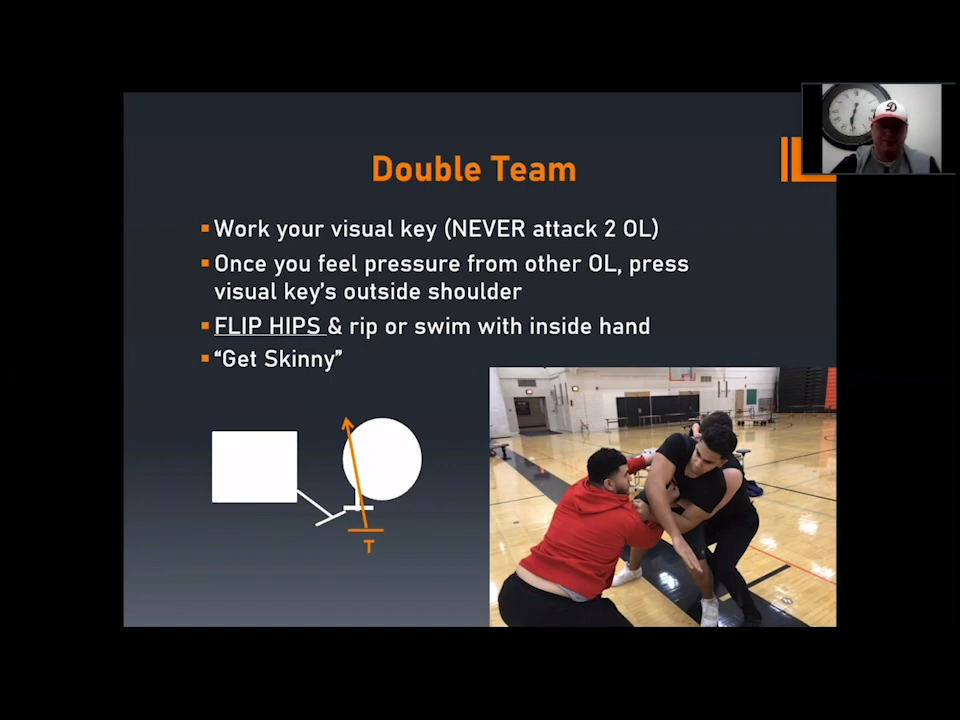 Double Team
Work your visual key (NEVER attack 2 OL)
Once you feel pressure from other OL, press
visual key's outside shoulder
FLIP HIPS & rip or swim with inside hand
“Get Skinny”
T
D